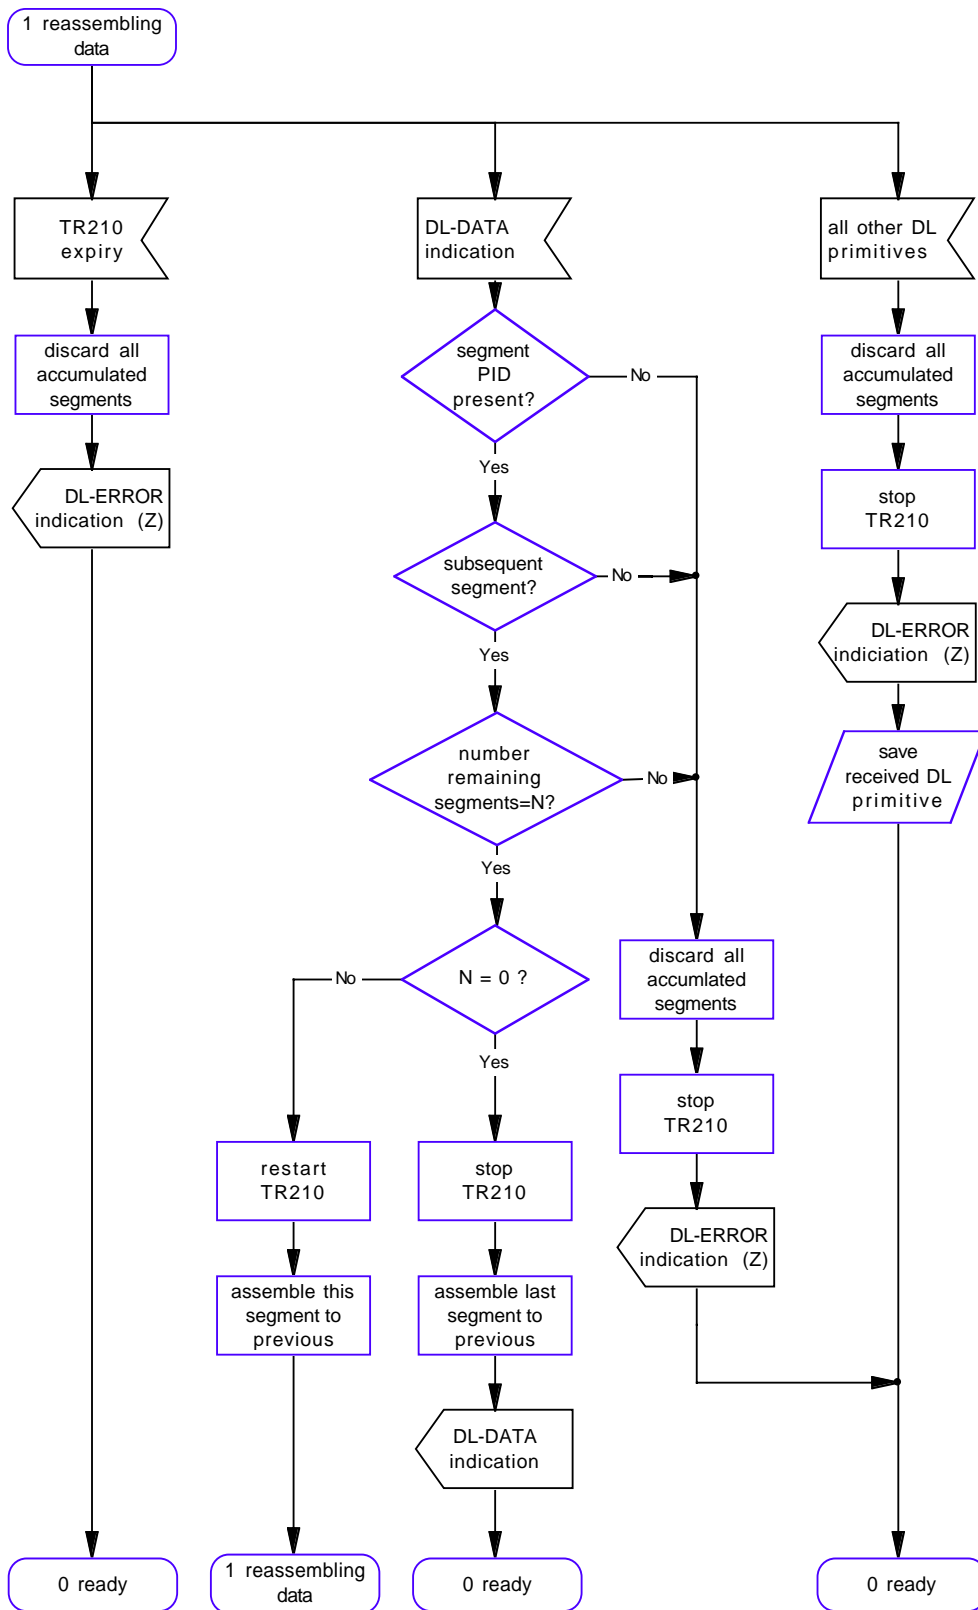 1 reassembling
data
TR210
expiry
DL-DATA
indication
all other DL
primitives
discard all
accumulated
segments
segment
PID
present?
No
discard all
accumulated
segments
Yes
DL-ERROR
indication (Z)
stop
TR210
subsequent
segment?
No
DL-ERROR
indiciation (Z)
Yes
number
remaining
segments=N?
No
save
received DL
primitive
Yes
N = 0 ?
No
discard all
accumlated
segments
Yes
stop
TR210
restart
TR210
stop
TR210
DL-ERROR
indication (Z)
assemble this
segment to
previous
assemble last
segment to
previous
DL-DATA
indication
0 ready
1 reassembling
data
0 ready
0 ready